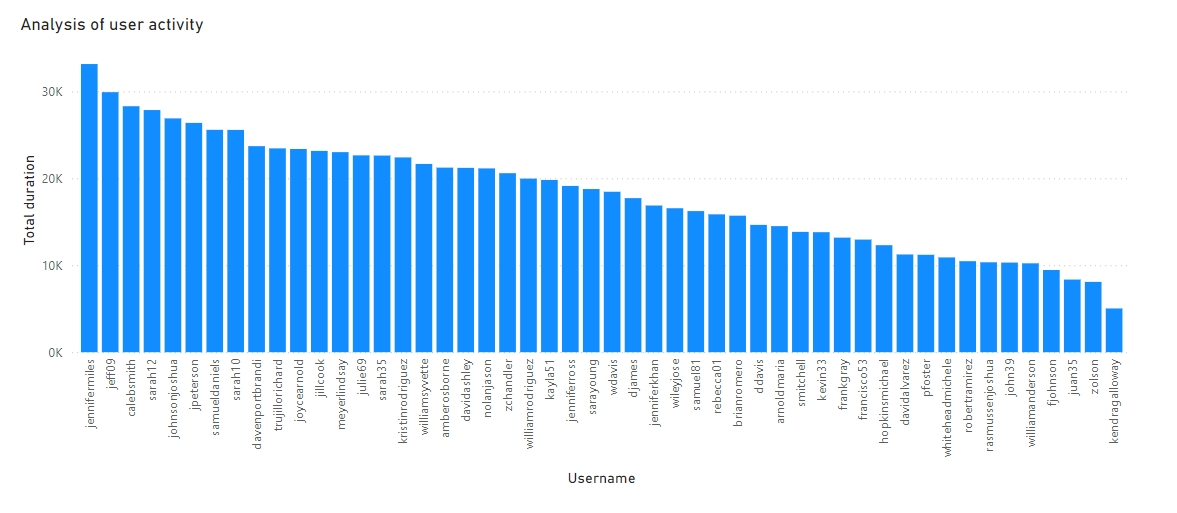 Analysis of user activity
Total duration
30K
20K
10K
0K
jennifermiles
jeff09
calebsmith
sarah12
johnsonjoshua
jpeterson
samueldaniels
sarah10
davenportbrandi
trujillorichard
joycearnold
jillcook
meyerlindsay
julie69
sarah35
kristinrodriguez
williamsyvette
amberosborne
davidashley
nolanjason
zchandler
williamrodriguez
kayla51
jenniferross
sarayoung
wdavis
djames
jenniferkhan
wileyjose
samuel81
rebecca01
brianromero
ddavis
arnoldmaria
smitchell
kevin33
frankgray
francisco53
hopkinsmichael
davidalvarez
pfoster
whiteheadmichele
robertramirez
rasmussenjoshua
john39
williamanderson
fjohnson
juan35
zolson
kendragalloway
Username